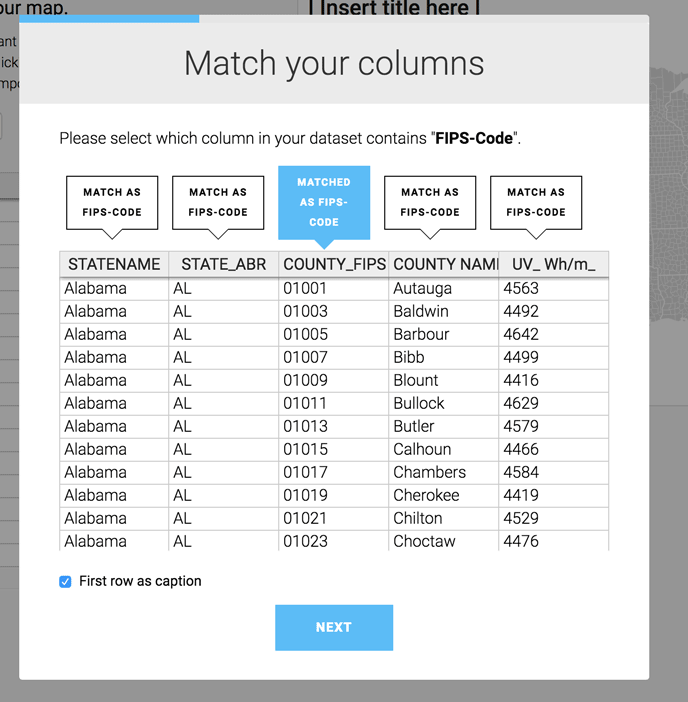 our map.
[ Insert title here ]
ant
ick
mpo
Match your columns
Please select which column in your dataset contains "FIPS-Code".
MATCH AS
FIPS-CODE
MATCH AS
FIPS-CODE
MATCHED
AS FIPS-
CODE
MATCH AS
FIPS-CODE
MATCH AS
FIPS-CODE
STATENAME STATE_ABR COUNTY_FIPS COUNTY NAM UV_ Wh/m_
Alabama AL 01001 Autauga 4563
Alabama AL 01003 Baldwin 4492
Alabama AL 01005 Barbour 4642
Alabama AL 01007 Bibb 4499
Alabama AL 01009 Blount 4416
Alabama AL 01011 Bullock 4629
Alabama AL 01013 Butler 4579
Alabama AL 01015 Calhoun 4466
Alabama AL 01017 Chambers 4584
Alabama AL 01019 Cherokee 4419
Alabama AL 01021 Chilton 4529
Alabama AL 01023 Choctaw 4476
First row as caption
NEXT